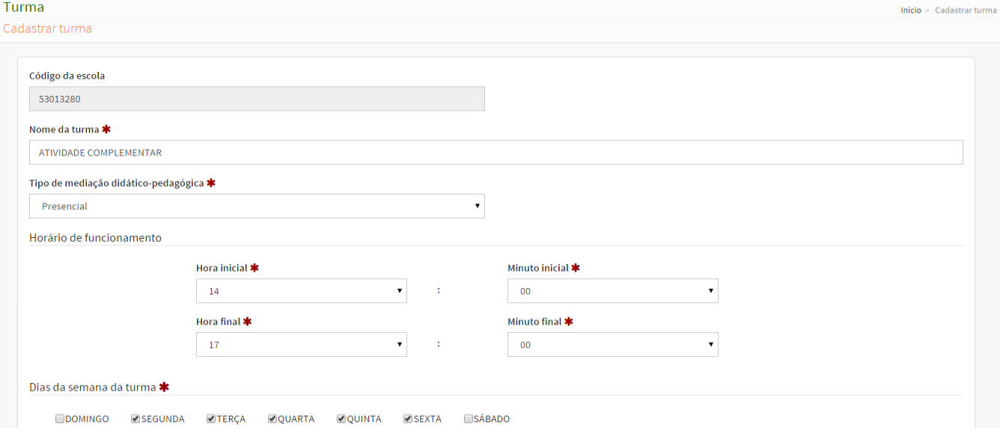 Turma
Início > Cadastrar turma
Cadastrar turma
Código da escola
53013280
Nome da turma ✱
ATIVIDADE COMPLEMENTAR
Tipo de mediação didático-pedagógica ✱
Presencial
Horário de funcionamento
Hora inicial ✱ Minuto inicial ✱
14 : 00
Hora final ✱ Minuto final ✱
17 : 00
Dias da semana da turma ✱
DOMINGO SEGUNDA TERÇA QUARTA QUINTA SEXTA SÁBADO